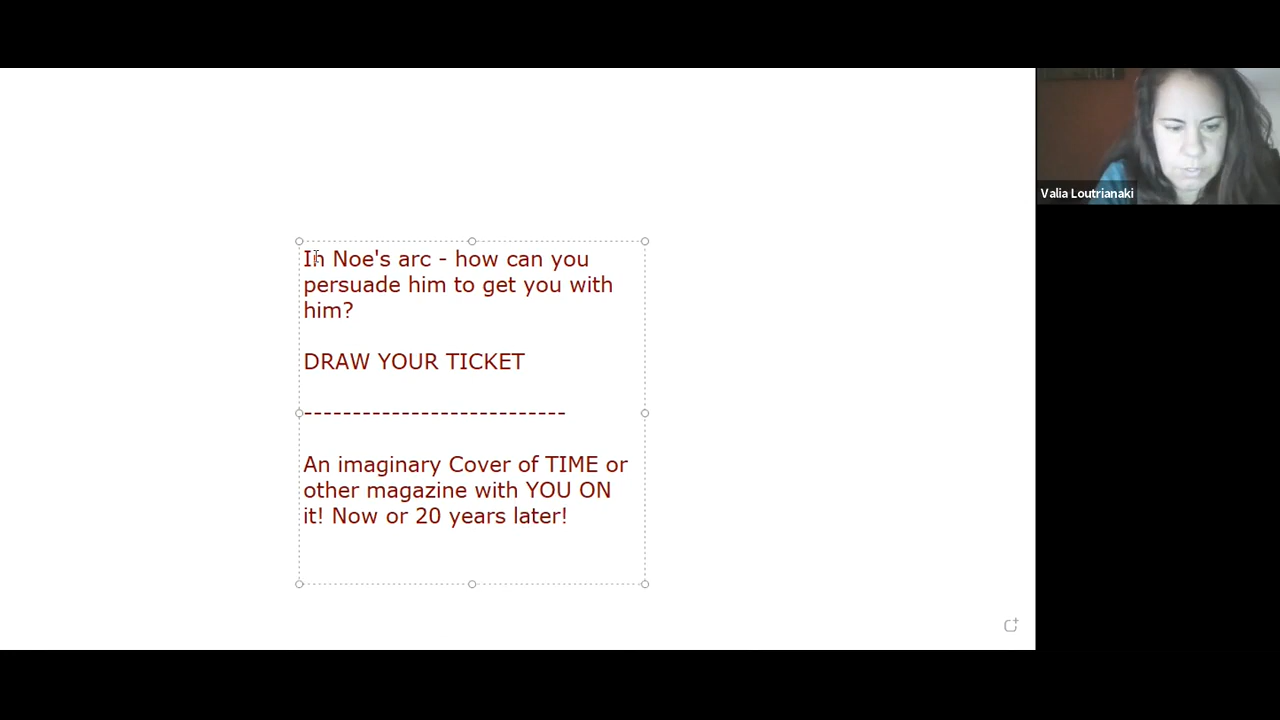 In Noe's arc - how can you
persuade him to get you with
him?
DRAW YOUR TICKET
---------------------------
An imaginary Cover of TIME or
other magazine with YOU ON
it! Now or 20 years later!
Valia Loutrianaki